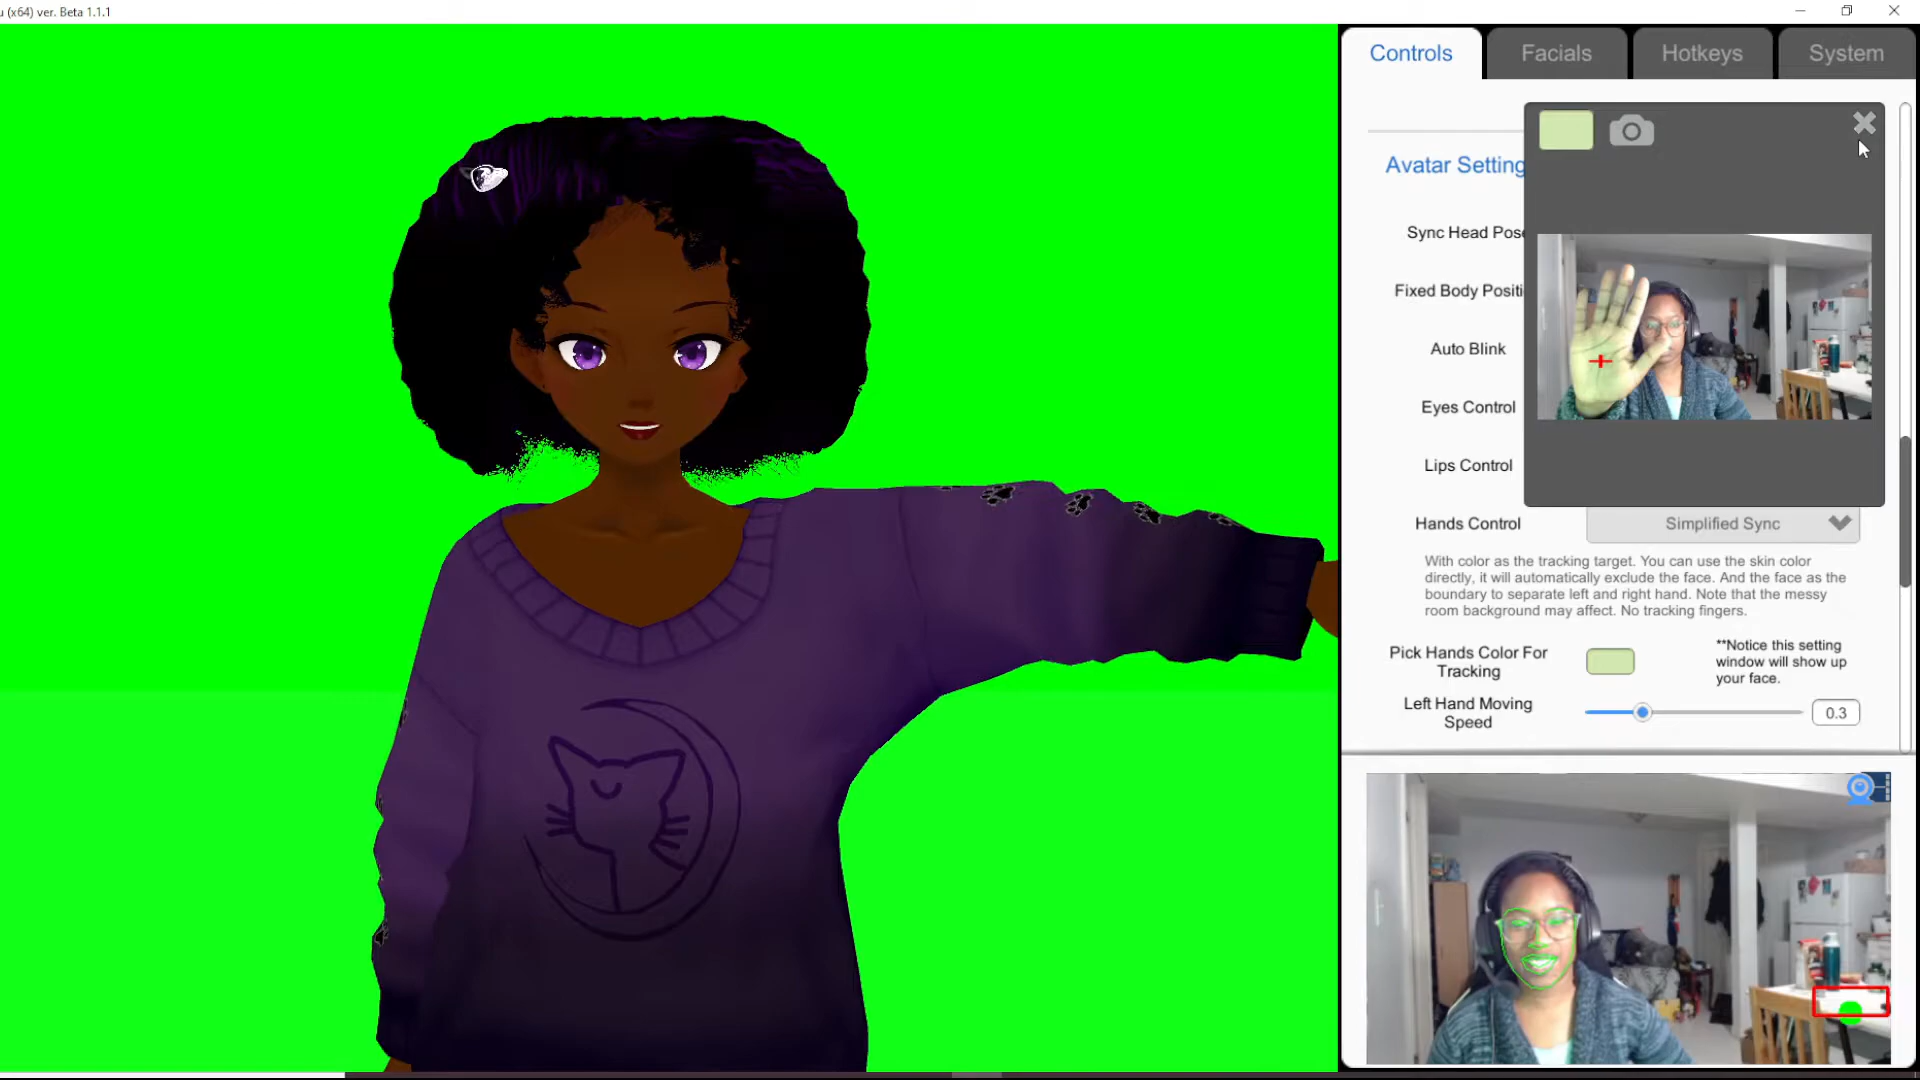 u (x64) ver. Beta 1.1.1
Controls
Facials
Hotkeys
System
Avatar Setting
Sync Head Pose
Fixed Body Positi
Auto Blink
Eyes Control
Lips Control
Hands Control
Simplified Sync
With color as the tracking target. You can use the skin color
directly, it will automatically exclude the face. And the face as the
boundary to separate left and right hand. Note that the messy
room background may affect. No tracking fingers.
Pick Hands Color For
Tracking
**Notice this setting
window will show up
your face.
Left Hand Moving
Speed
0.3